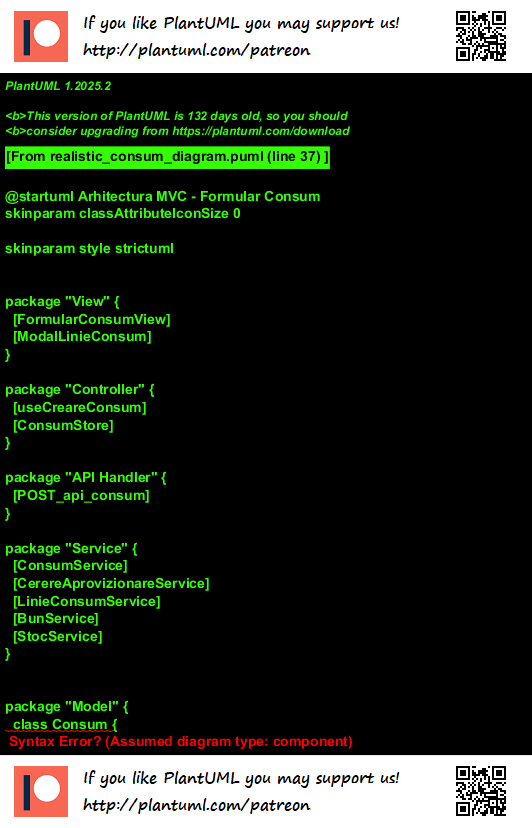 If you like PlantUML you may support us!
http://plantuml.com/patreon
PlantUML 1.2025.2
<b>This version of PlantUML is 132 days old, so you should
<b>consider upgrading from https://plantuml.com/download
[From realistic_consum_diagram.puml (line 37) ]
@startuml Arhitectura MVC - Formular Consum
skinparam classAttributeIconSize 0
skinparam style strictuml
package "View" {
[FormularConsumView]
[ModalLinieConsum]
}
package "Controller" {
[useCreareConsum]
[ConsumStore]
}
package "API Handler" {
[POST_api_consum]
}
package "Service" {
[ConsumService]
[CerereAprovizionareService]
[LinieConsumService]
[BunService]
[StocService]
}
package "Model" {
class Consum {
Syntax Error? (Assumed diagram type: component)
If you like PlantUML you may support us!
http://plantuml.com/patreon